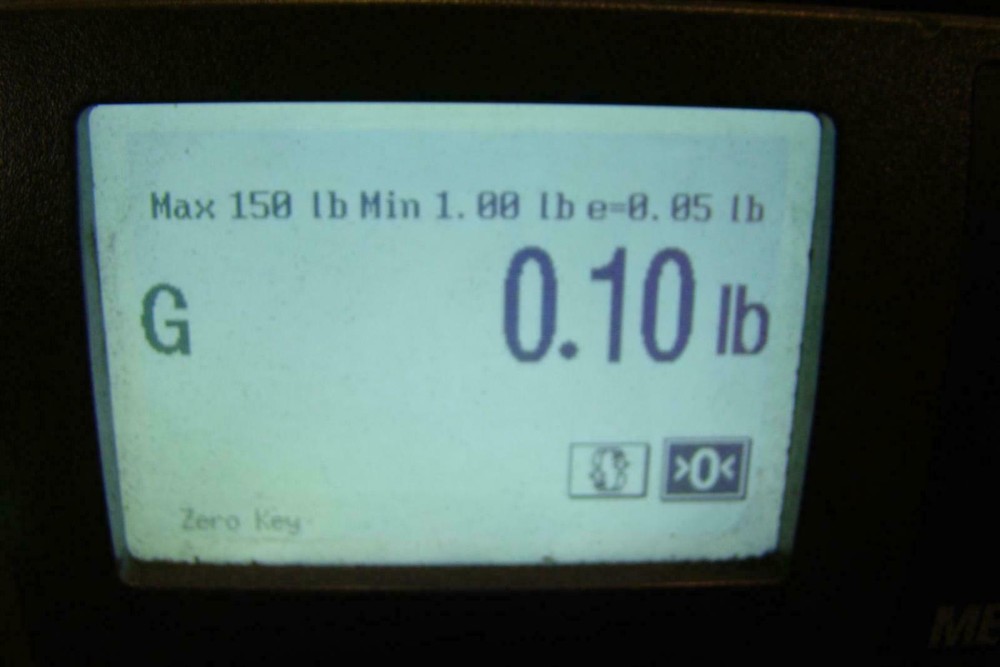 Max 150 lb Min 1.00 lb e=0.05 lb
G 0.10 lb
>0<
Zero Key